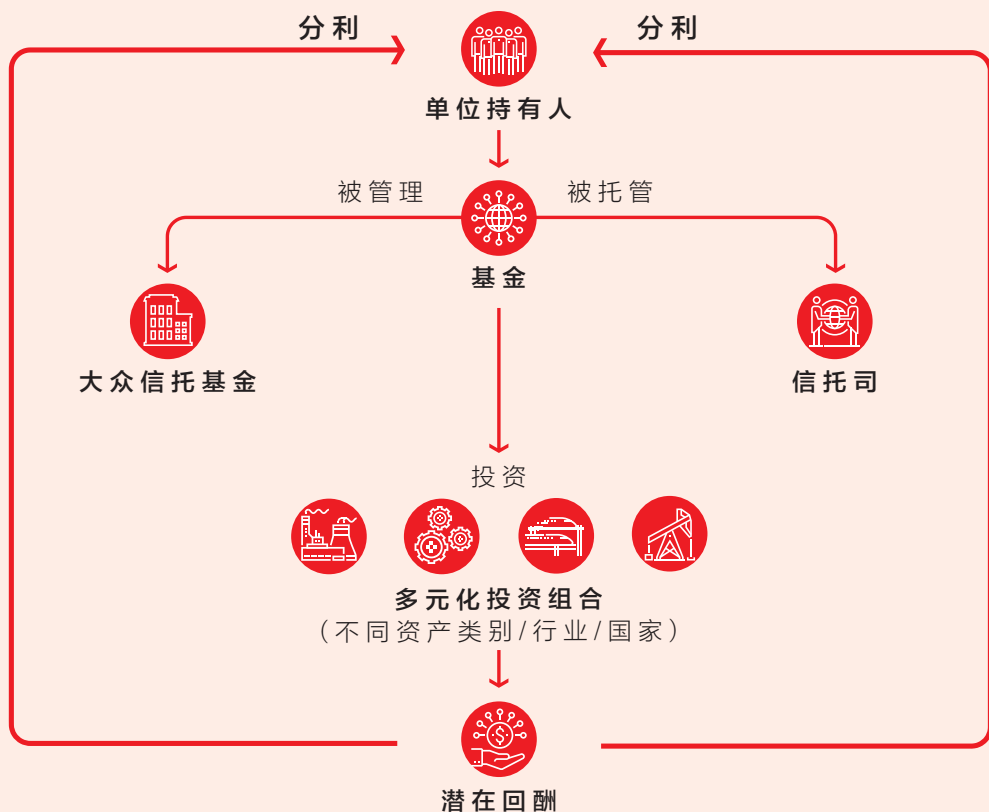 分利
分利
单位持有人
被管理
被托管
基金
大众信托基金
信托司
投资
多元化投资组合
（不同资产类别/行业/国家）
$
潜在回酬